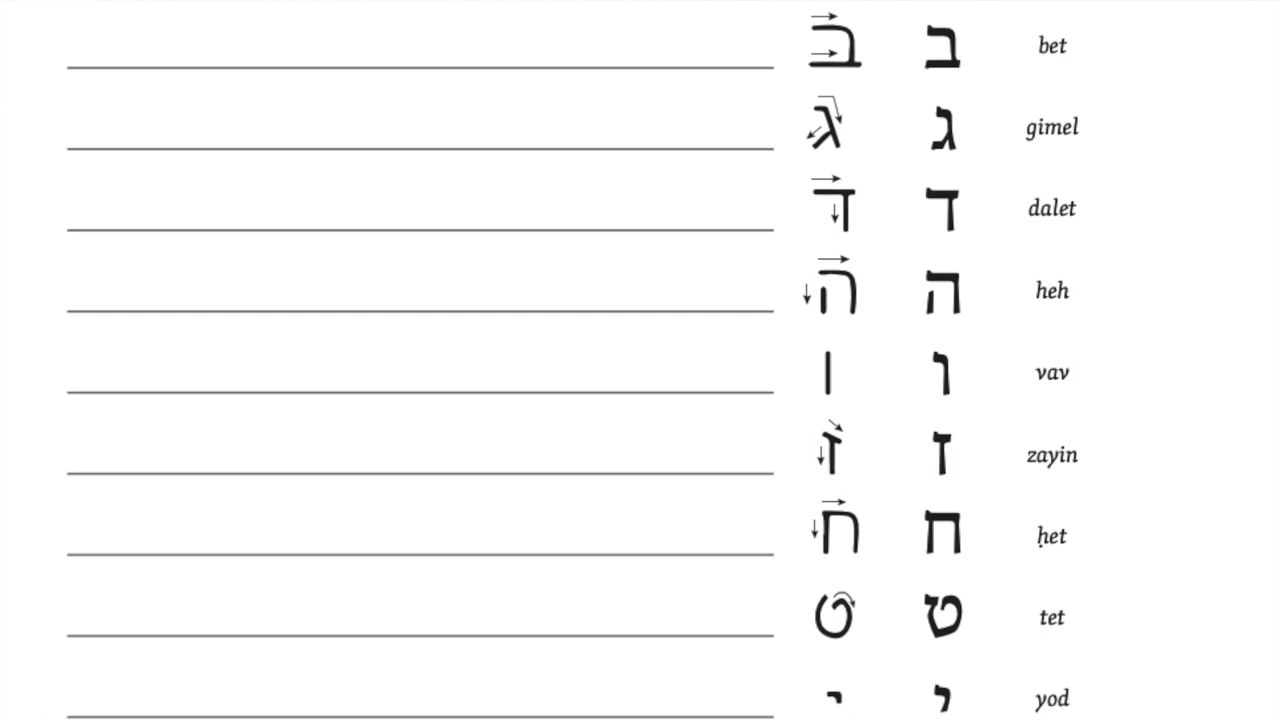 ב ב bet
ג ג gimel
ד ד dalet
ה ה heh
ו ו vav
ז ז zayin
ח ח ḥet
ט ט tet
י י yod